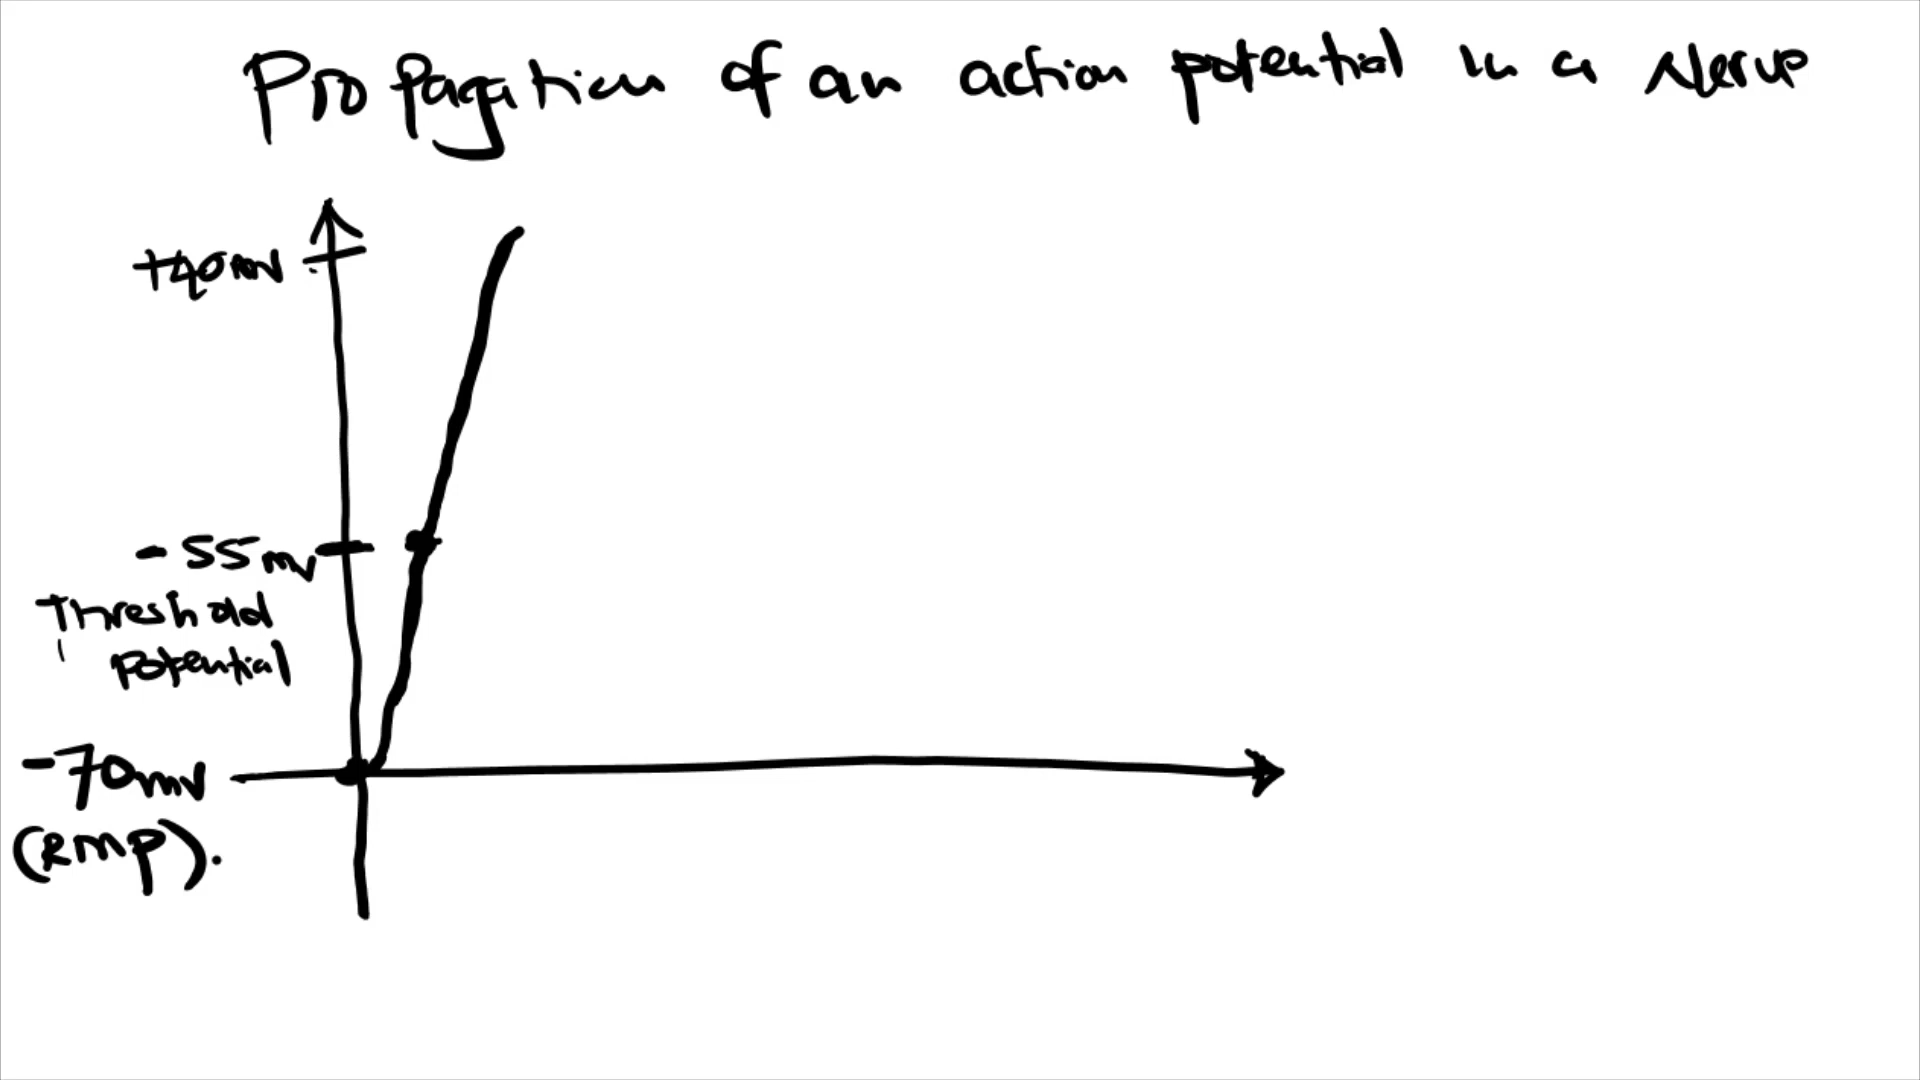 Propagation of an action potential in a Nerve
+40mv
-55mv
Threshold
potential
-70mv
(RMP).